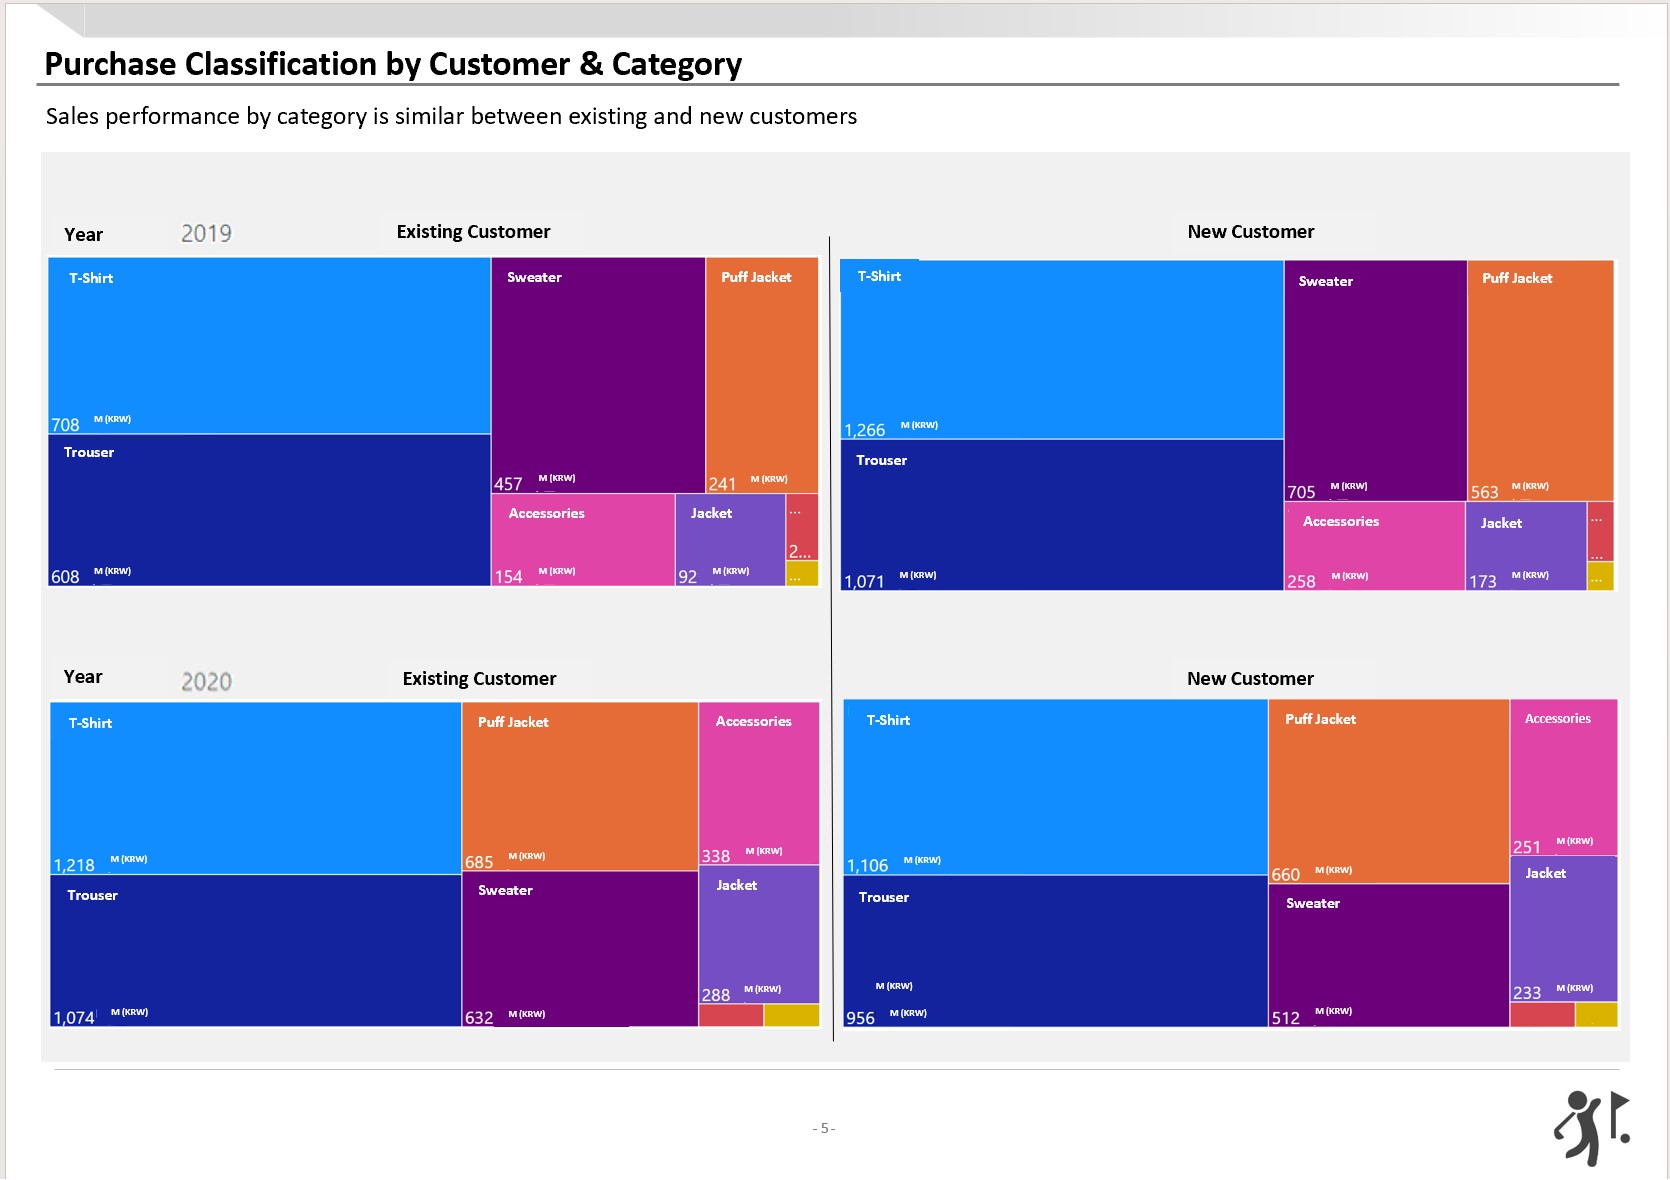 Purchase Classification by Customer & Category
Sales performance by category is similar between existing and new customers
Year 2019 Existing Customer New Customer
T-Shirt
708 M (KRW)
Trouser
608 M (KRW)
Sweater
457 M (KRW)
Puff Jacket
241 M (KRW)
Accessories
154 M (KRW)
Jacket
92 M (KRW)
...
2...
...
T-Shirt
1,266 M (KRW)
Trouser
1,071 M (KRW)
Sweater
705 M (KRW)
Puff Jacket
563 M (KRW)
Accessories
258 M (KRW)
Jacket
173 M (KRW)
...
...
...
Year 2020 Existing Customer New Customer
T-Shirt
1,218 M (KRW)
Trouser
1,074 M (KRW)
Puff Jacket
685 M (KRW)
Sweater
632 M (KRW)
Accessories
338 M (KRW)
Jacket
288 M (KRW)
T-Shirt
1,106 M (KRW)
Trouser
M (KRW)
956 M (KRW)
Puff Jacket
660 M (KRW)
Sweater
512 M (KRW)
Accessories
251 M (KRW)
Jacket
233 M (KRW)
- 5 -